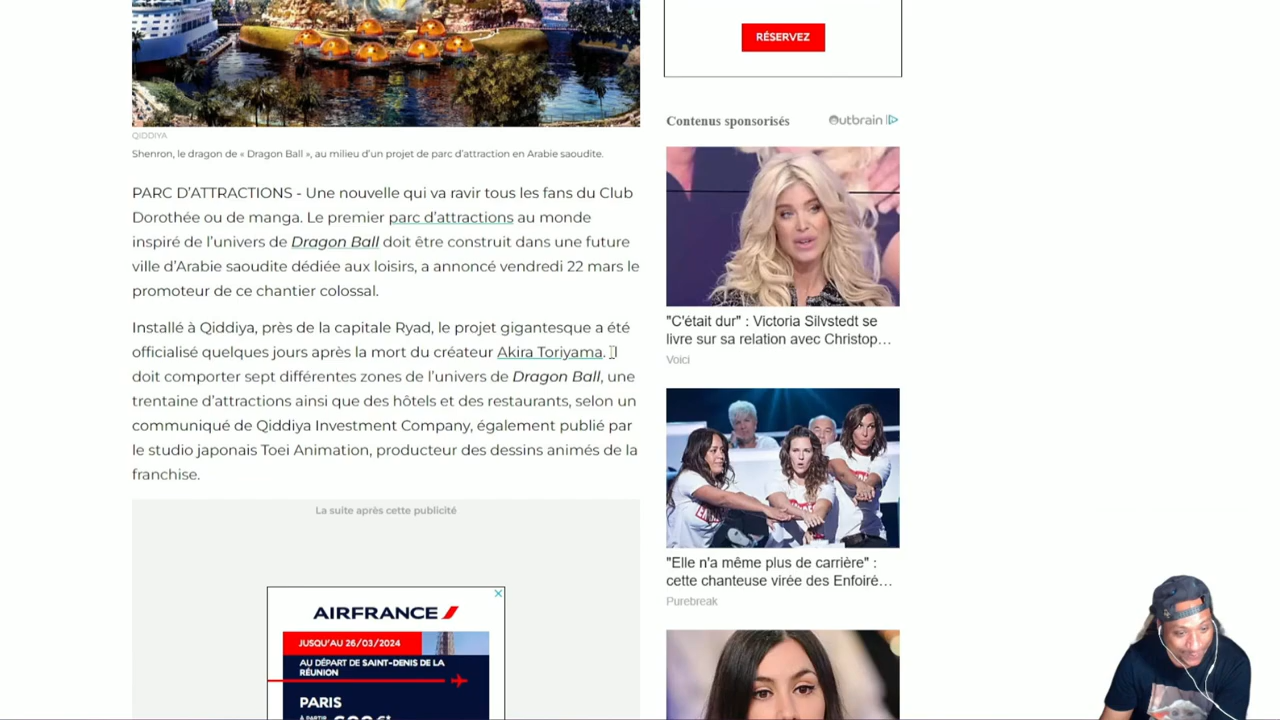 QIDDIYA
Shenron, le dragon de « Dragon Ball », au milieu d'un projet de parc d'attraction en Arabie saoudite.
PARC D'ATTRACTIONS - Une nouvelle qui va ravir tous les fans du Club
Dorothée ou de manga. Le premier parc d'attractions au monde
inspiré de l'univers de Dragon Ball doit être construit dans une future
ville d'Arabie saoudite dédiée aux loisirs, a annoncé vendredi 22 mars le
promoteur de ce chantier colossal.
Installé à Qiddiya, près de la capitale Ryad, le projet gigantesque a été
officialisé quelques jours après la mort du créateur Akira Toriyama. Il
doit comporter sept différentes zones de l'univers de Dragon Ball, une
trentaine d'attractions ainsi que des hôtels et des restaurants, selon un
communiqué de Qiddiya Investment Company, également publié par
le studio japonais Toei Animation, producteur des dessins animés de la
franchise.
La suite après cette publicité
AIRFRANCE
JUSQU'AU 26/03/2024
AU DÉPART DE SAINT-DENIS DE LA
RÉUNION
PARIS
À PARTIR
RÉSERVEZ
Contenus sponsorisés
Outbrain
"C'était dur" : Victoria Silvstedt se
livre sur sa relation avec Christop…
Voici
"Elle n'a même plus de carrière" :
cette chanteuse virée des Enfoiré…
Purebreak